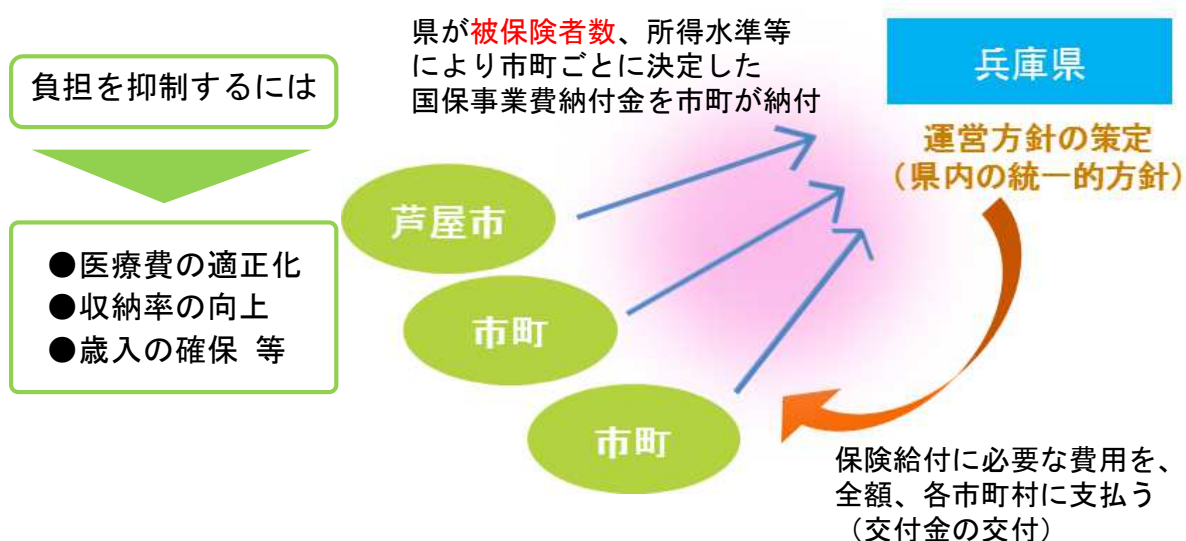 負担を抑制するには
●医療費の適正化
●収納率の向上
●歳入の確保 等
県が被保険者数、所得水準等
により市町ごとに決定した
国保事業費納付金を市町が納付
兵庫県
運営方針の策定
（県内の統一的方針）
芦屋市
市町
市町
保険給付に必要な費用を、
全額、各市町村に支払う
（交付金の交付）